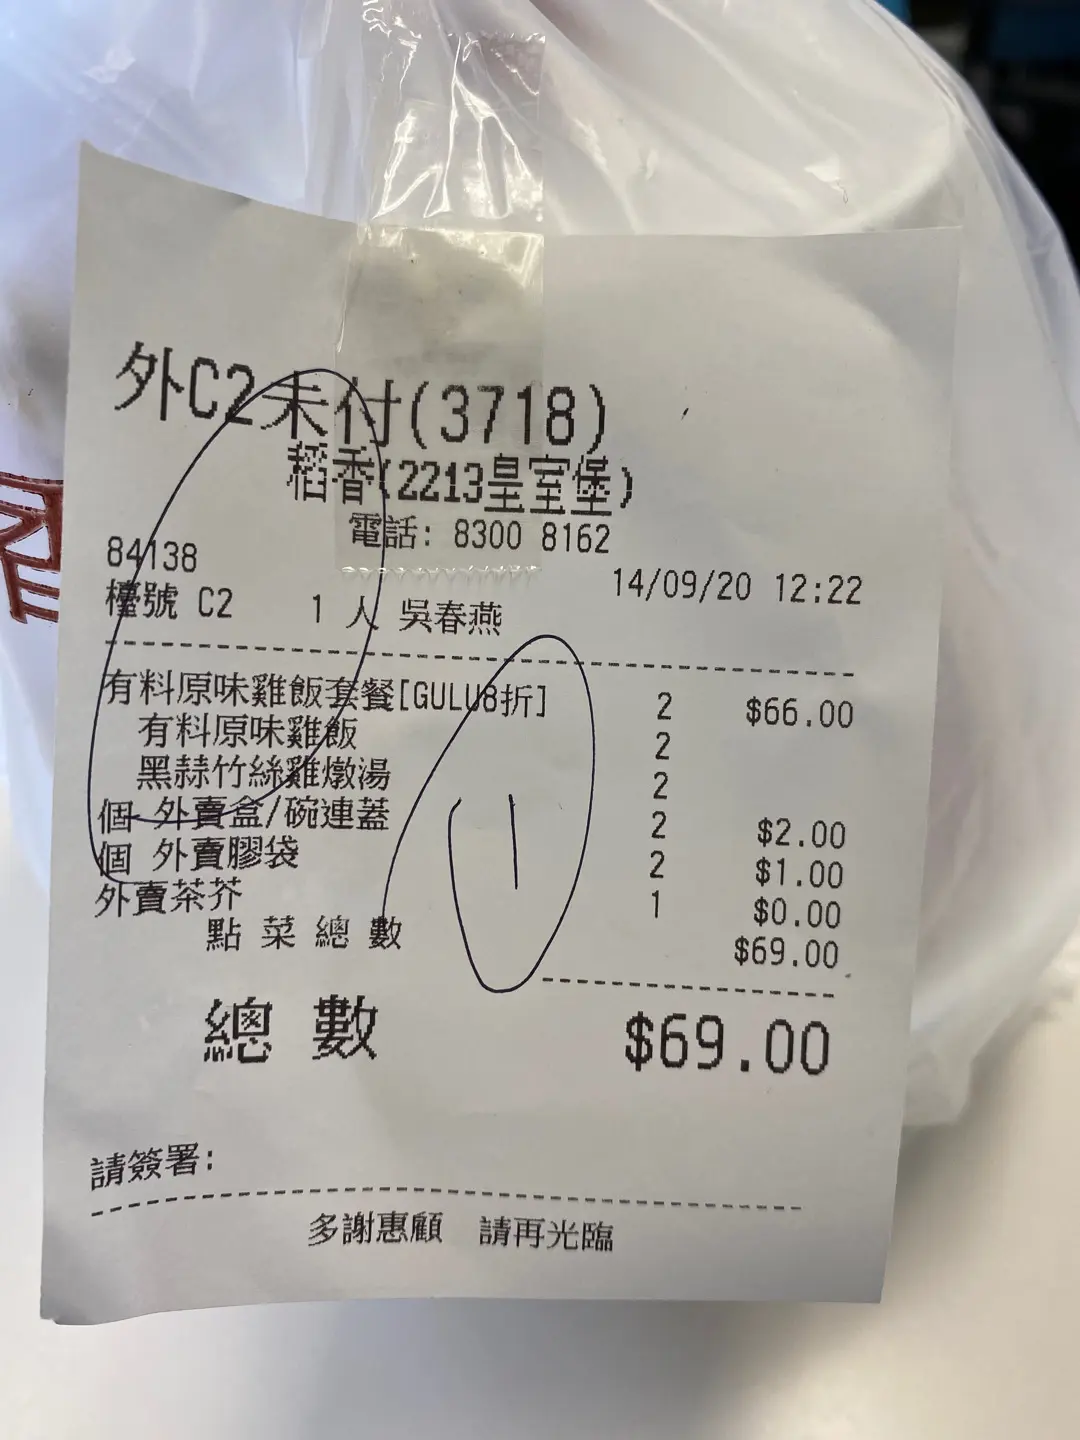 外C2未付(3718)
稻香(2213皇室堡)
電話: 8300 8162
84138
14/09/20 12:22
檯號 C2 1 人 吳春燕
有料原味雞飯套餐[GULU8折] 2 $66.00
有料原味雞飯 2
黑蒜竹絲雞燉湯 2
個 外賣盒/碗連蓋 2 $2.00
個 外賣膠袋 2 $1.00
外賣茶芥 1 $0.00
點 菜 總 數 $69.00
總 數 $69.00
請簽署:
多謝惠顧 請再光臨